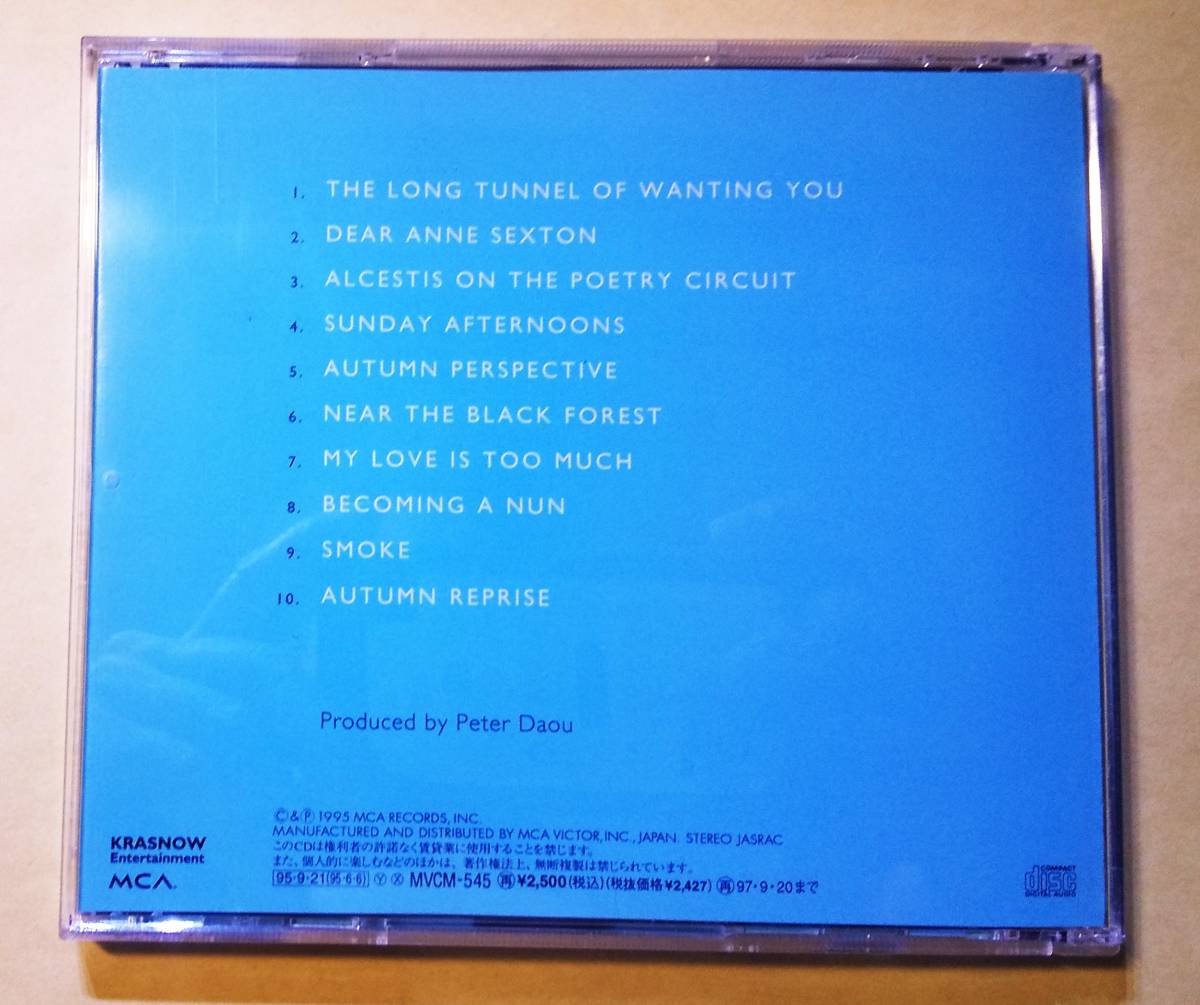 1. THE LONG TUNNEL OF WANTING YOU
2. DEAR ANNE SEXTON
3. ALCESTIS ON THE POETRY CIRCUIT
4. SUNDAY AFTERNOONS
5. AUTUMN PERSPECTIVE
6. NEAR THE BLACK FOREST
7. MY LOVE IS TOO MUCH
8. BECOMING A NUN
9. SMOKE
10. AUTUMN REPRISE
Produced by Peter Daou
KRASNOW
Entertainment
MCA.
Ⓒ&Ⓟ 1995 MCA RECORDS, INC.
MANUFACTURED AND DISTRIBUTED BY MCA VICTOR, INC., JAPAN. STEREO JASRAC
このCDは権利者の許諾なく賃貸業に使用することを禁じます。
また、個人的に楽しむなどのほかは、著作権法上、無断複製は禁じられています。
95・9・21(95・6・6) Ⓨ Ⓧ MVCM-545 ㊢¥2,500(税込)(税抜価格¥2,427) 97・9・20まで
COMPACT
disc
DIGITAL AUDIO